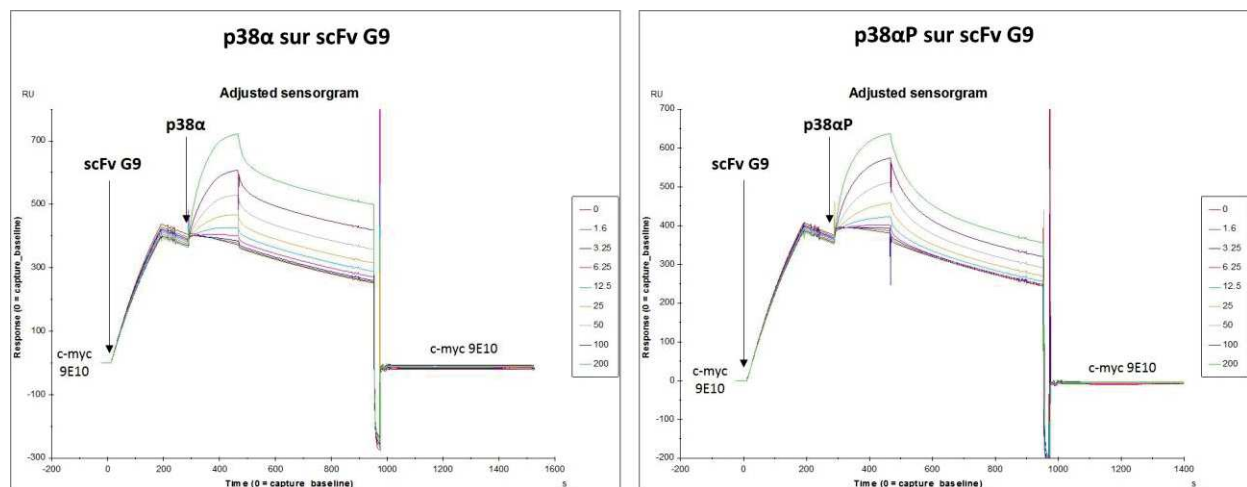 p38α sur scFv G9
Adjusted sensorgram
RU
p38α
scFv G9
c-myc
9E10
c-myc 9E10
Response (0 = capture_baseline)
700
500
300
100
-100
-300
-200
0
200
400
600
800
1000
1200
1400
1600
Time (0 = capture_baseline)
s
0
1.6
3.25
6.25
12.5
25
50
100
200
p38αP sur scFv G9
Adjusted sensorgram
RU
p38αP
scFv G9
c-myc
9E10
c-myc 9E10
Response (0 = capture_baseline)
700
600
500
400
300
200
100
0
-100
-200
-200
0
200
400
600
800
1000
1200
1400
Time (0 = capture_baseline)
s
0
1.6
3.25
6.25
12.5
25
50
100
200